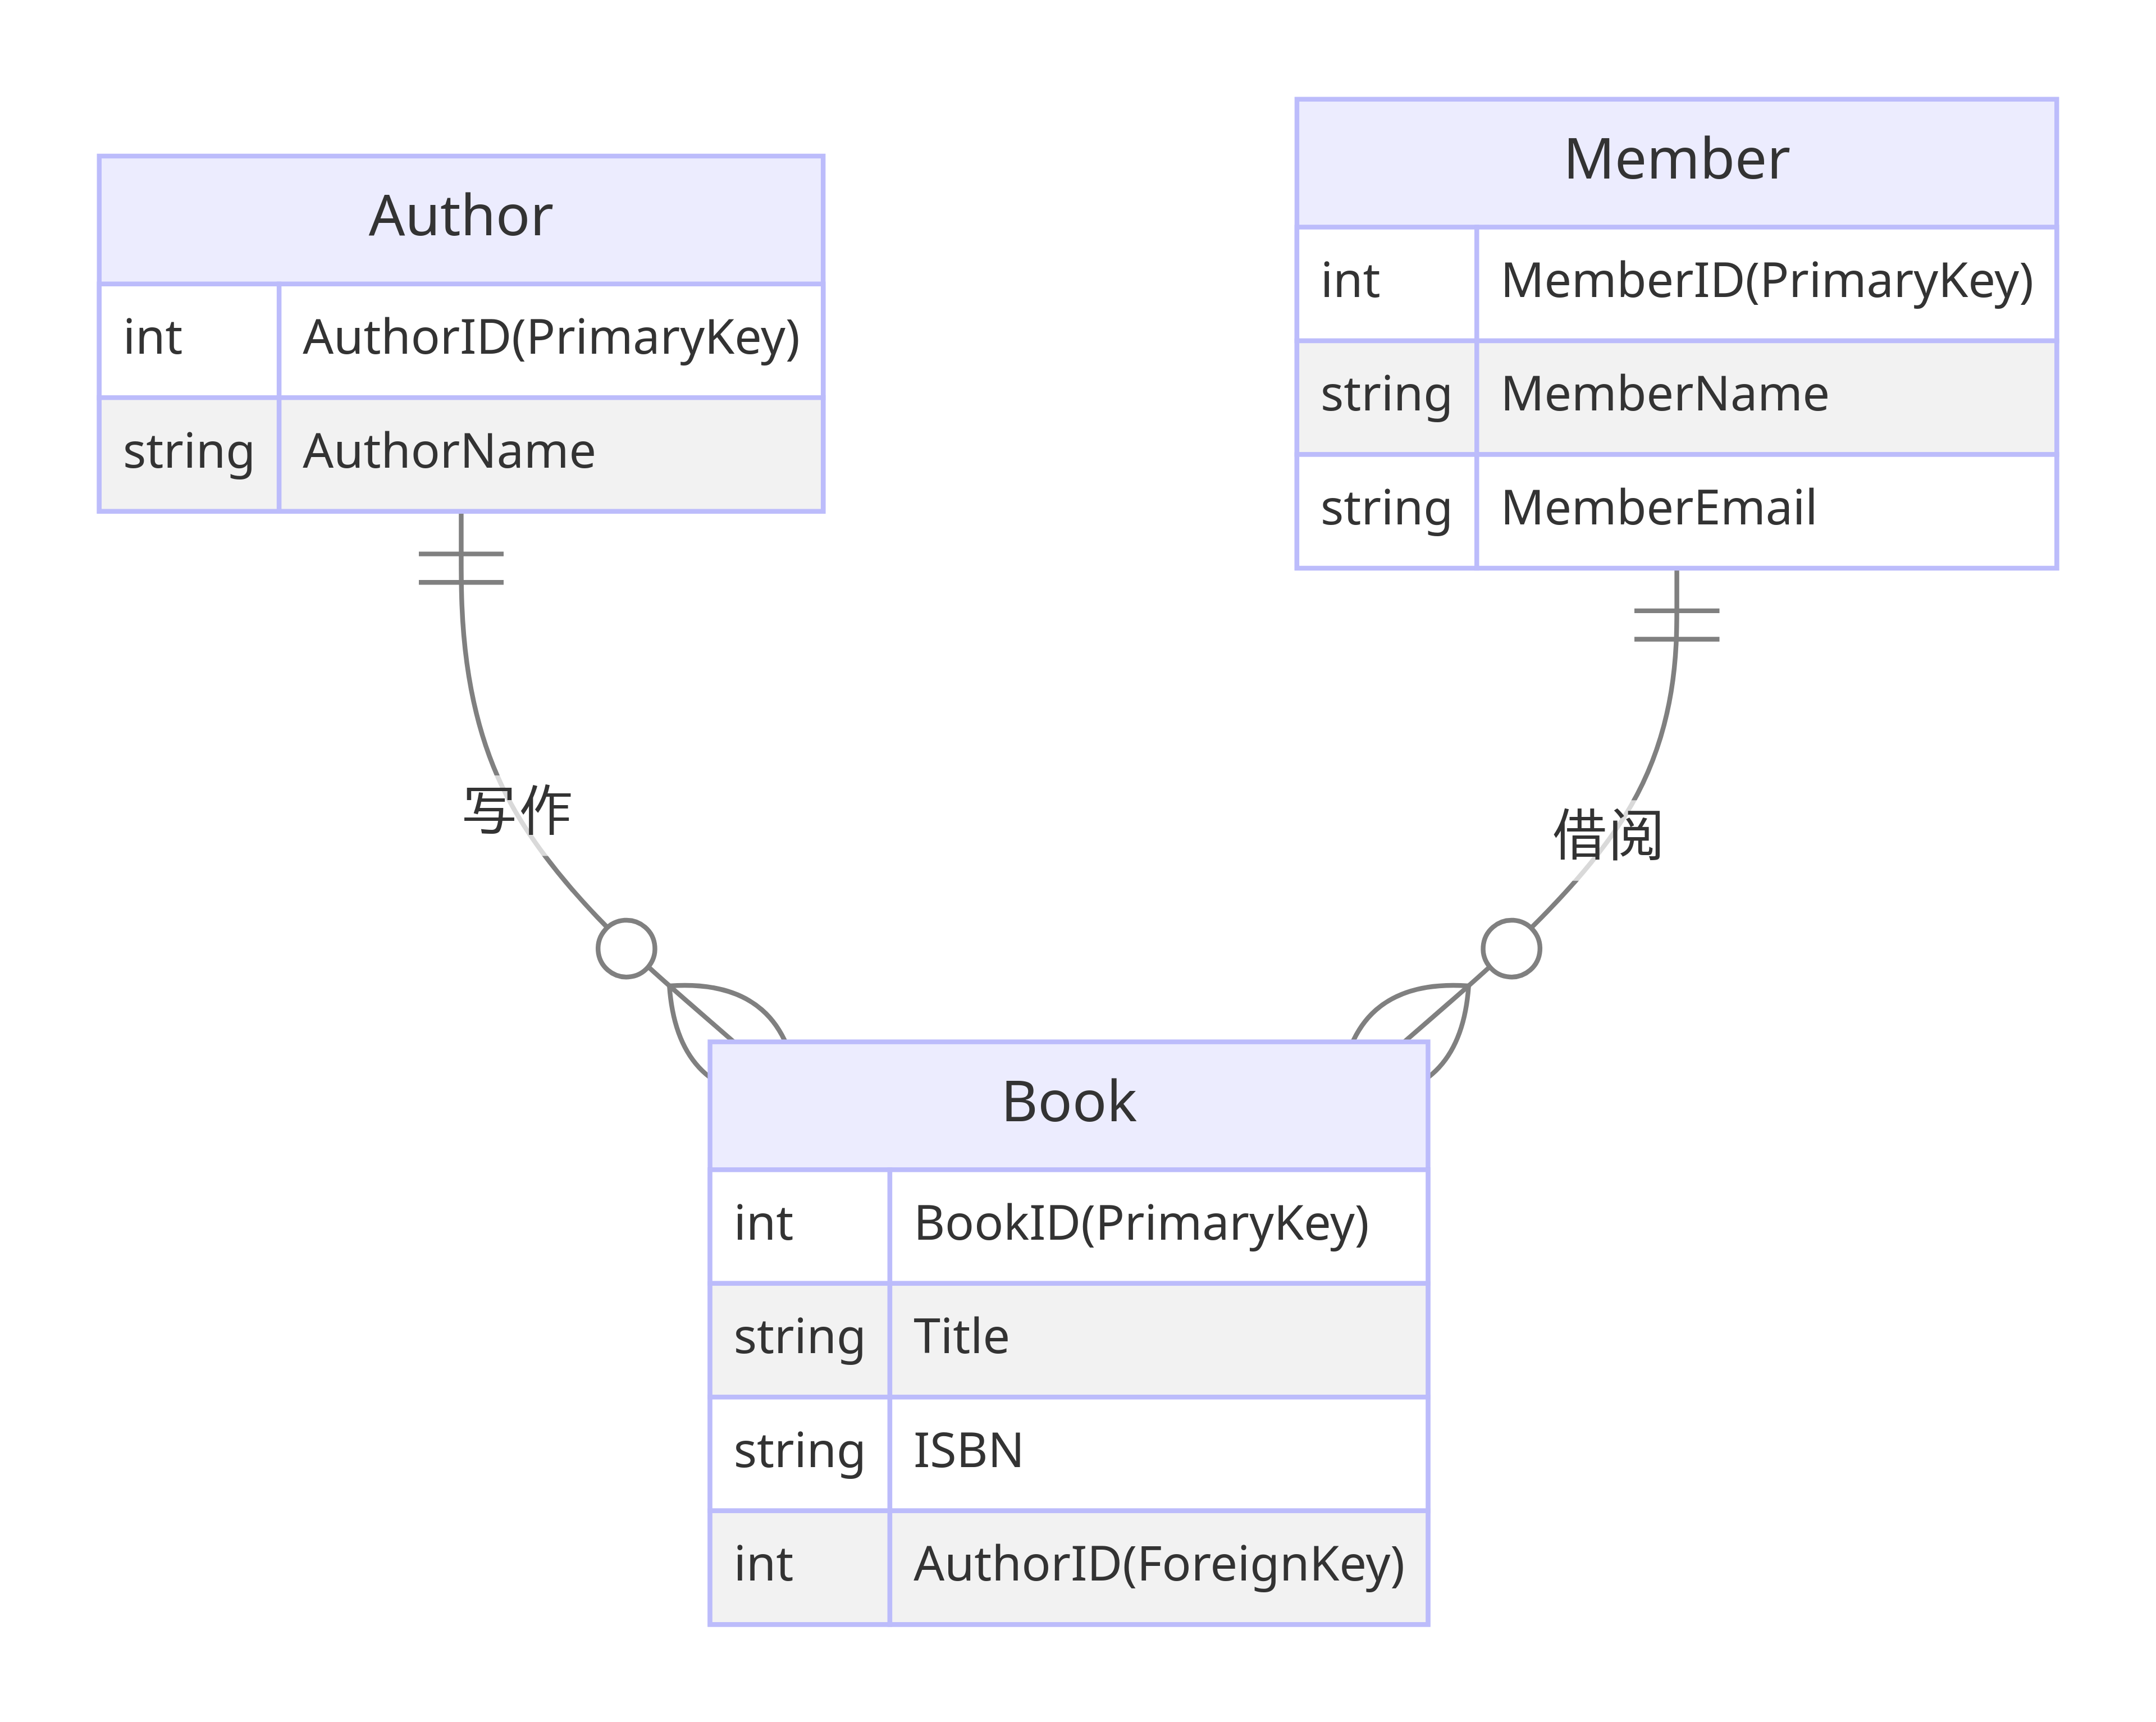 Author
int AuthorID(PrimaryKey)
string AuthorName
Member
int MemberID(PrimaryKey)
string MemberName
string MemberEmail
写作
借阅
Book
int BookID(PrimaryKey)
string Title
string ISBN
int AuthorID(ForeignKey)